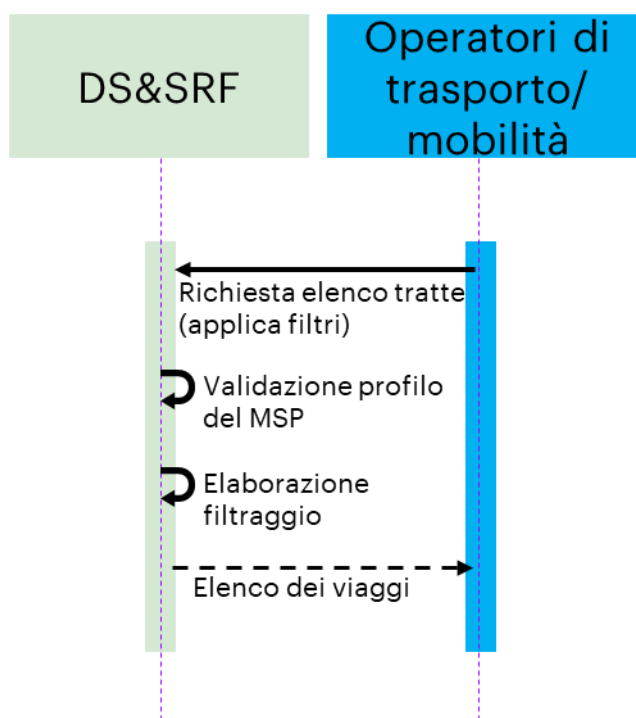 DS&SRF
Operatori di
trasporto/
mobilità
Richiesta elenco tratte
(applica filtri)
Validazione profilo
del MSP
Elaborazione
filtraggio
Elenco dei viaggi